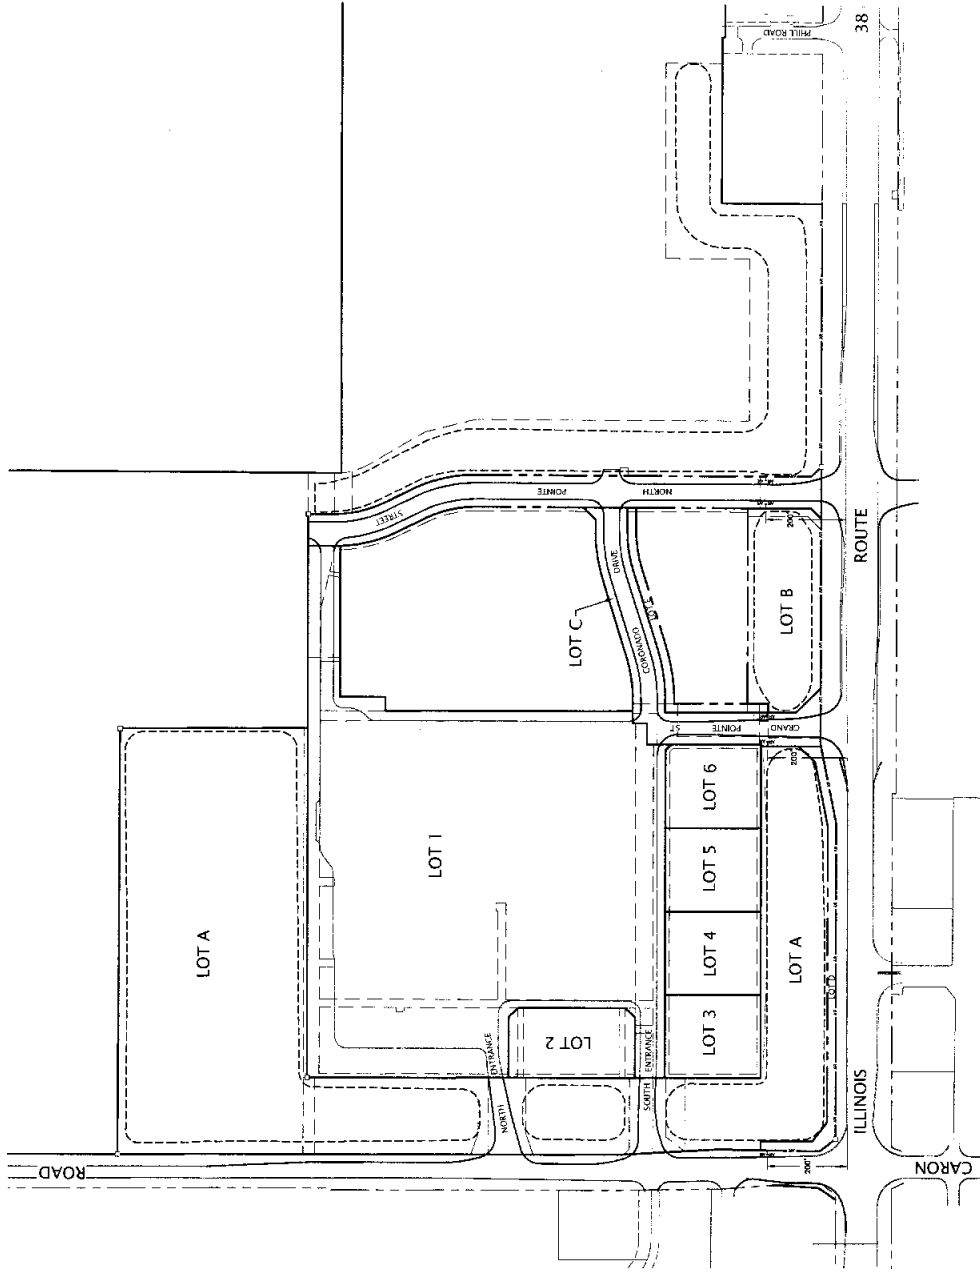 38
PHILL ROAD
ROUTE
ILLINOIS
CARON
ROAD
NORTH
POINTE
STREET
CORONADO
DRIVE
LOT C
LOT E
LOT B
200'
GRAND
POINTE
ST
200'
LOT 1
LOT A
LOT 6
LOT 5
LOT 4
LOT 3
LOT A
LOT D
LOT 2
NORTH
ENTRANCE
SOUTH
ENTRANCE
200'